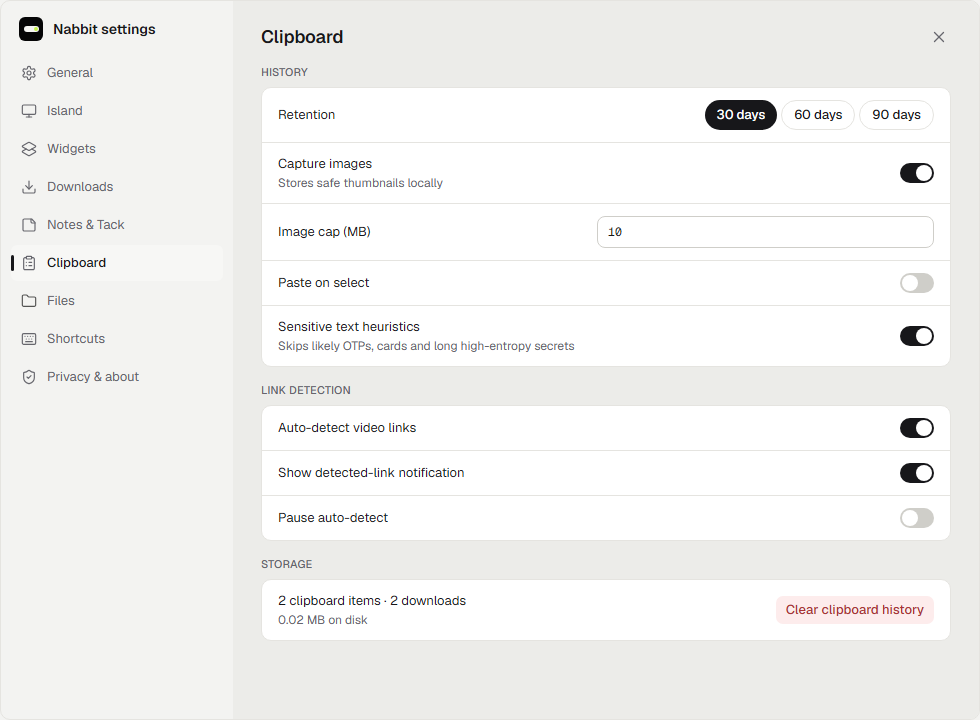 Nabbit settings
General
Island
Widgets
Downloads
Notes & Tack
Clipboard
Files
Shortcuts
Privacy & about
Clipboard
HISTORY
Retention
30 days
60 days
90 days
Capture images
Stores safe thumbnails locally
Image cap (MB)
10
Paste on select
Sensitive text heuristics
Skips likely OTPs, cards and long high-entropy secrets
LINK DETECTION
Auto-detect video links
Show detected-link notification
Pause auto-detect
STORAGE
2 clipboard items · 2 downloads
0.02 MB on disk
Clear clipboard history